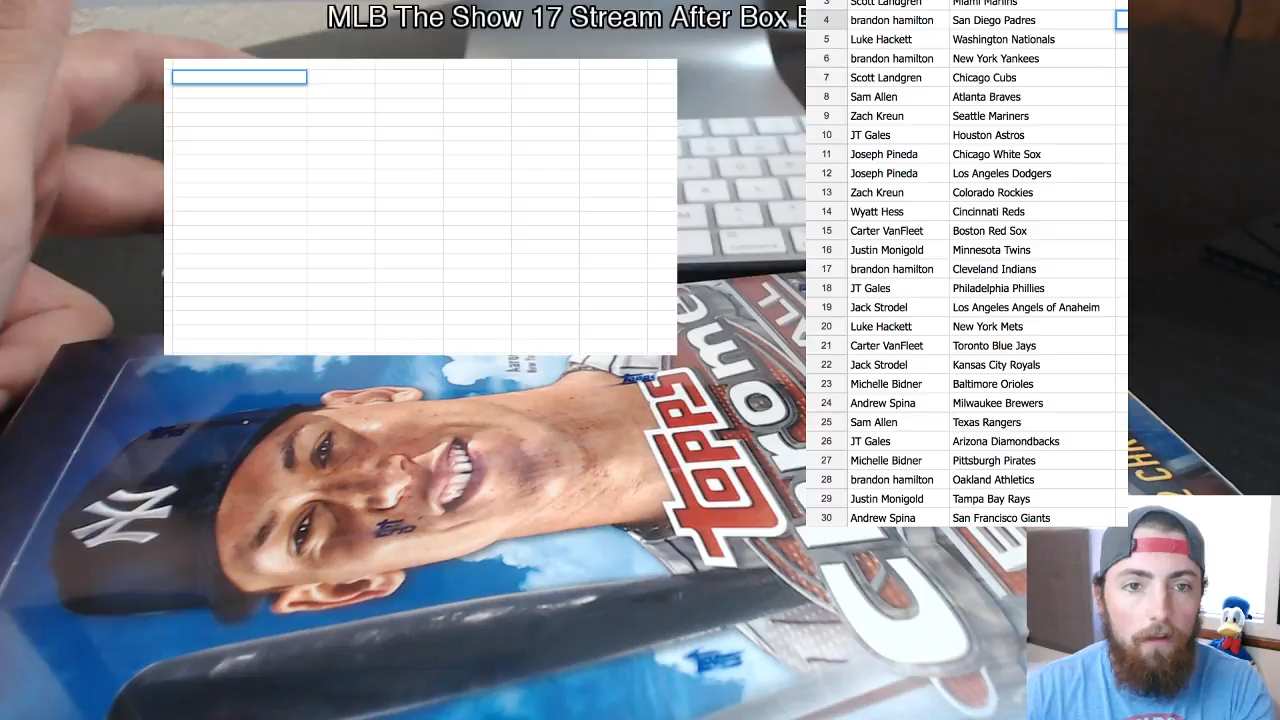 MLB The Show 17 Stream After Box B
3 Scott Landgren Miami Marlins
4 brandon hamilton San Diego Padres
5 Luke Hackett Washington Nationals
6 brandon hamilton New York Yankees
7 Scott Landgren Chicago Cubs
8 Sam Allen Atlanta Braves
9 Zach Kreun Seattle Mariners
10 JT Gales Houston Astros
11 Joseph Pineda Chicago White Sox
12 Joseph Pineda Los Angeles Dodgers
13 Zach Kreun Colorado Rockies
14 Wyatt Hess Cincinnati Reds
15 Carter VanFleet Boston Red Sox
16 Justin Monigold Minnesota Twins
17 brandon hamilton Cleveland Indians
18 JT Gales Philadelphia Phillies
19 Jack Strodel Los Angeles Angels of Anaheim
20 Luke Hackett New York Mets
21 Carter VanFleet Toronto Blue Jays
22 Jack Strodel Kansas City Royals
23 Michelle Bidner Baltimore Orioles
24 Andrew Spina Milwaukee Brewers
25 Sam Allen Texas Rangers
26 JT Gales Arizona Diamondbacks
27 Michelle Bidner Pittsburgh Pirates
28 brandon hamilton Oakland Athletics
29 Justin Monigold Tampa Bay Rays
30 Andrew Spina San Francisco Giants
topps
NY
topps
topps
topps